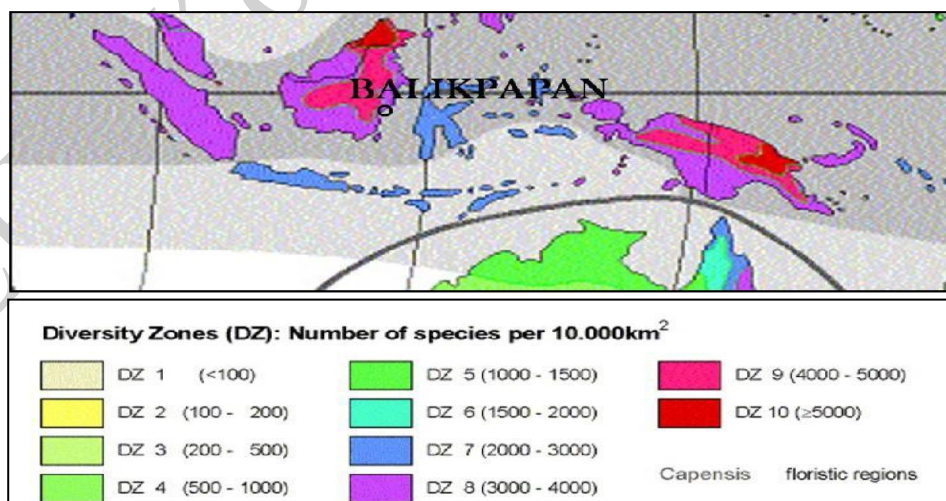 BALIKPAPAN
Diversity Zones (DZ): Number of species per 10.000km²
DZ 1 (<100)
DZ 2 (100 - 200)
DZ 3 (200 - 500)
DZ 4 (500 - 1000)
DZ 5 (1000 - 1500)
DZ 6 (1500 - 2000)
DZ 7 (2000 - 3000)
DZ 8 (3000 - 4000)
DZ 9 (4000 - 5000)
DZ 10 (≥5000)
Capensis floristic regions